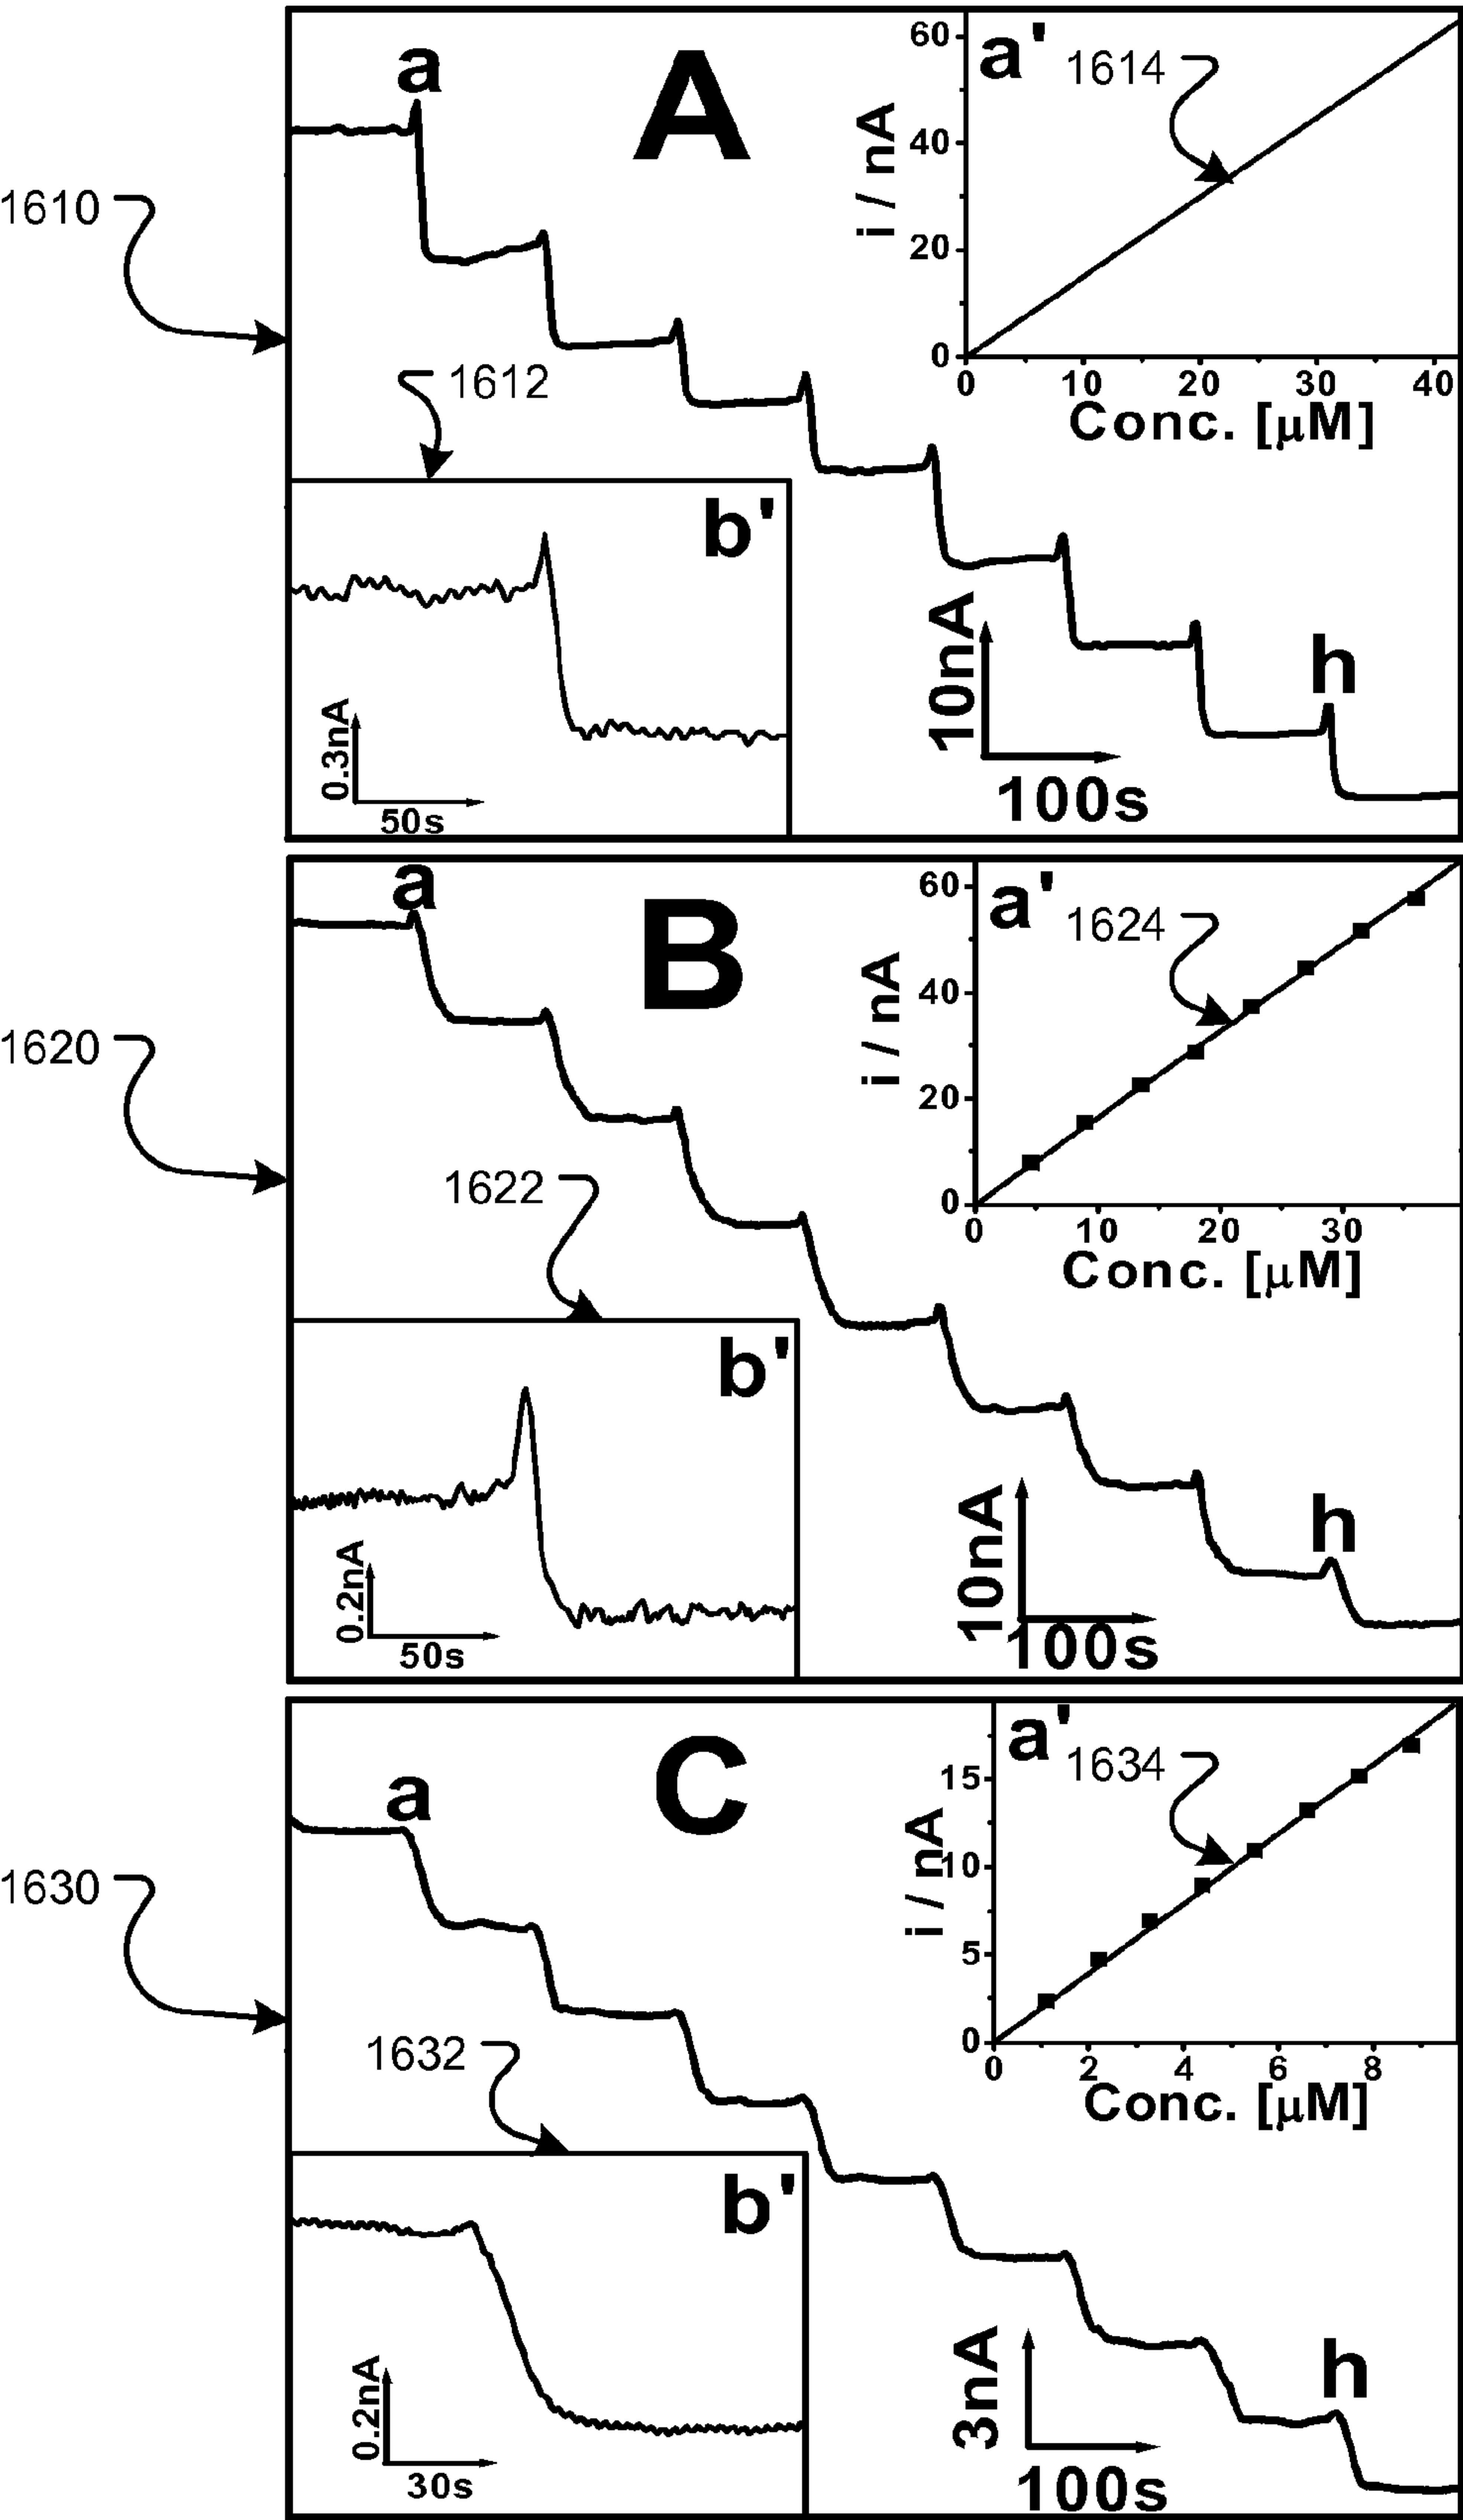 a
A
60
a'
1614
40
i / nA
20
0
0 10 20 30 40
Conc. [μM]
1610
1612
b'
0.3nA
50s
10nA
100s
h
a
B
60
a'
1624
40
i / nA
20
0
0 10 20 30
Conc. [μM]
1620
1622
b'
0.2nA
50s
10nA
100s
h
a
C
a'
1634
15
i / nA
10
5
0
0 2 4 6 8
Conc. [μM]
1630
1632
b'
0.2nA
30s
3nA
100s
h